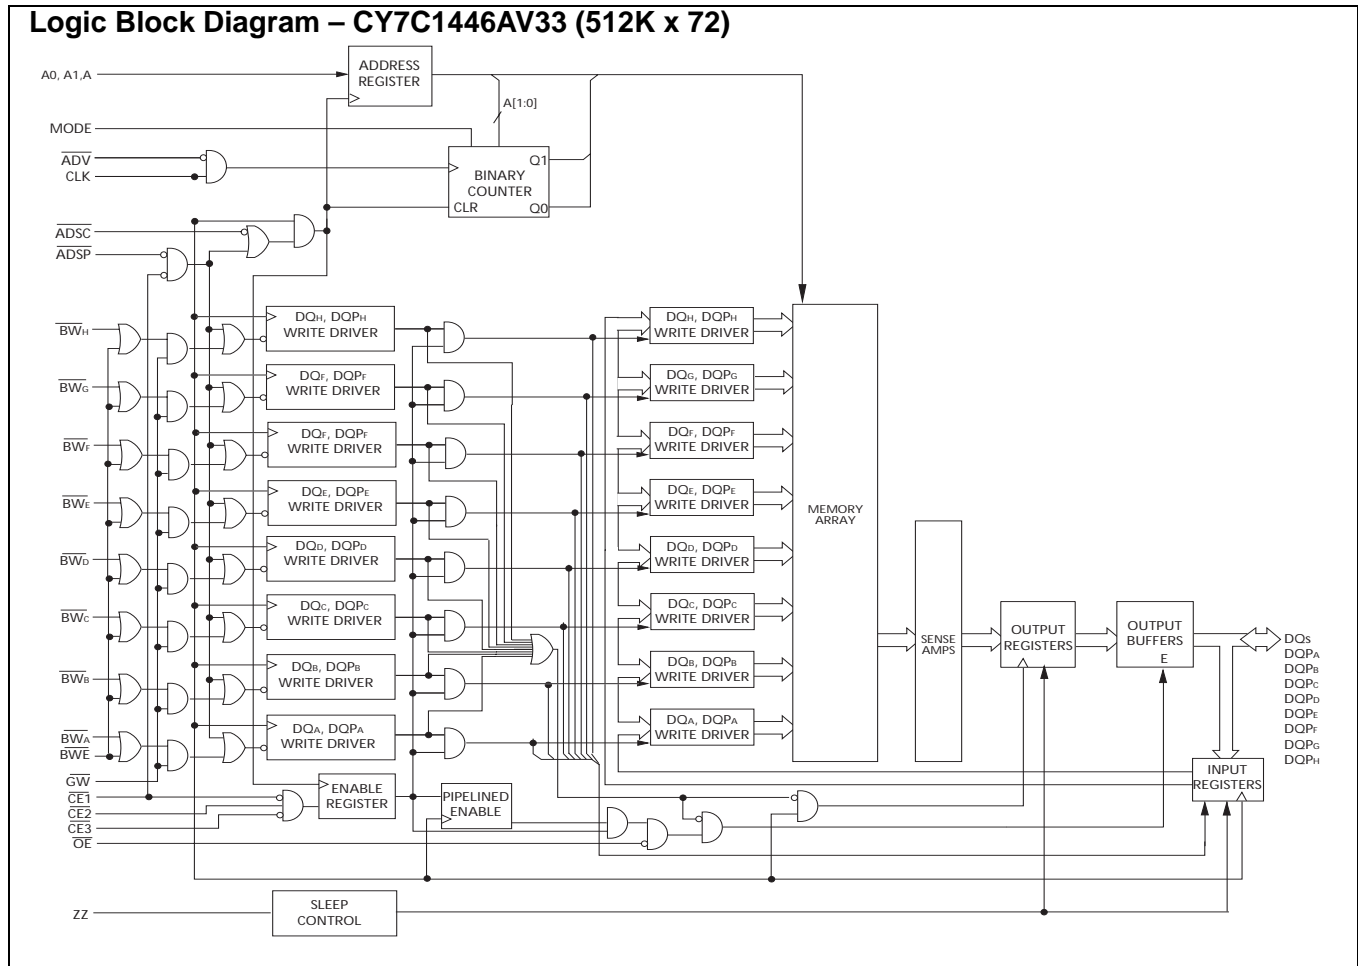 Logic Block Diagram – CY7C1446AV33 (512K x 72)
A0, A1,A
ADDRESS
REGISTER
A[1:0]
MODE
ADV
CLK
BINARY
COUNTER
CLR
Q1
Q0
ADSC
ADSP
BWH
DQH, DQPH
WRITE DRIVER
DQH, DQPH
WRITE DRIVER
BWG
DQF, DQPF
WRITE DRIVER
DQG, DQPG
WRITE DRIVER
BWF
DQF, DQPF
WRITE DRIVER
DQF, DQPF
WRITE DRIVER
BWE
DQE, DQPE
WRITE DRIVER
DQE, DQPE
WRITE DRIVER
MEMORY
ARRAY
BWD
DQD, DQPD
WRITE DRIVER
DQD, DQPD
WRITE DRIVER
BWC
DQC, DQPC
WRITE DRIVER
DQC, DQPC
WRITE DRIVER
SENSE
AMPS
OUTPUT
REGISTERS
OUTPUT
BUFFERS
E
BWB
DQB, DQPB
WRITE DRIVER
DQB, DQPB
WRITE DRIVER
BWA
BWE
DQA, DQPA
WRITE DRIVER
DQA, DQPA
WRITE DRIVER
DQs
DQPA
DQPB
DQPC
DQPD
DQPE
DQPF
DQPG
DQPH
GW
CE1
CE2
CE3
OE
ENABLE
REGISTER
PIPELINED
ENABLE
INPUT
REGISTERS
ZZ
SLEEP
CONTROL